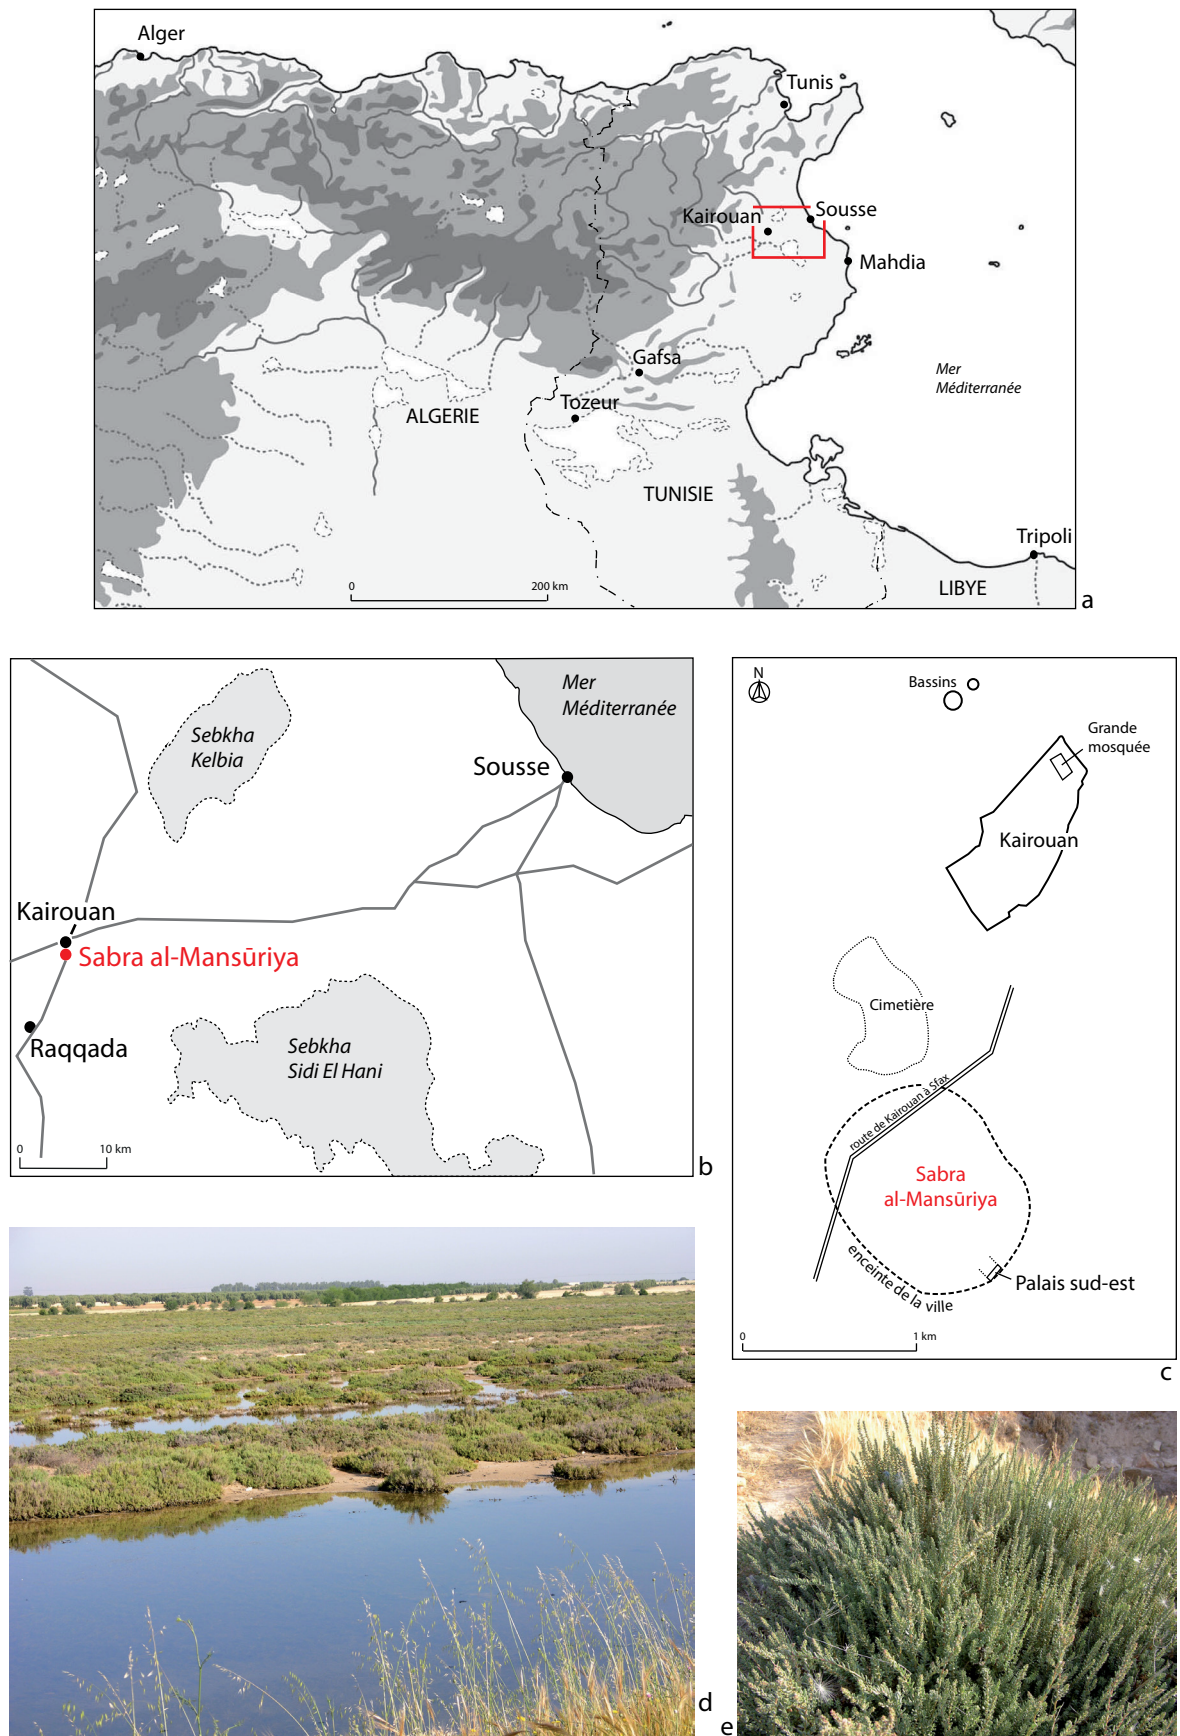 Alger
Tunis
Kairouan
Sousse
Mahdia
Gafsa
Mer
Méditerranée
Tozeur
ALGERIE
TUNISIE
Tripoli
0
200 km
LIBYE
a
Mer
Méditerranée
Sebkha
Kelbia
Sousse
Kairouan
Sabra al-Mansūriya
Raqqada
Sebkha
Sidi El Hani
0
10 km
b
N
Bassins
Grande
mosquée
Kairouan
Cimetière
route de Kairouan à Sfax
Sabra
al-Mansūriya
enceinte de la ville
Palais sud-est
0
1 km
c
d
e